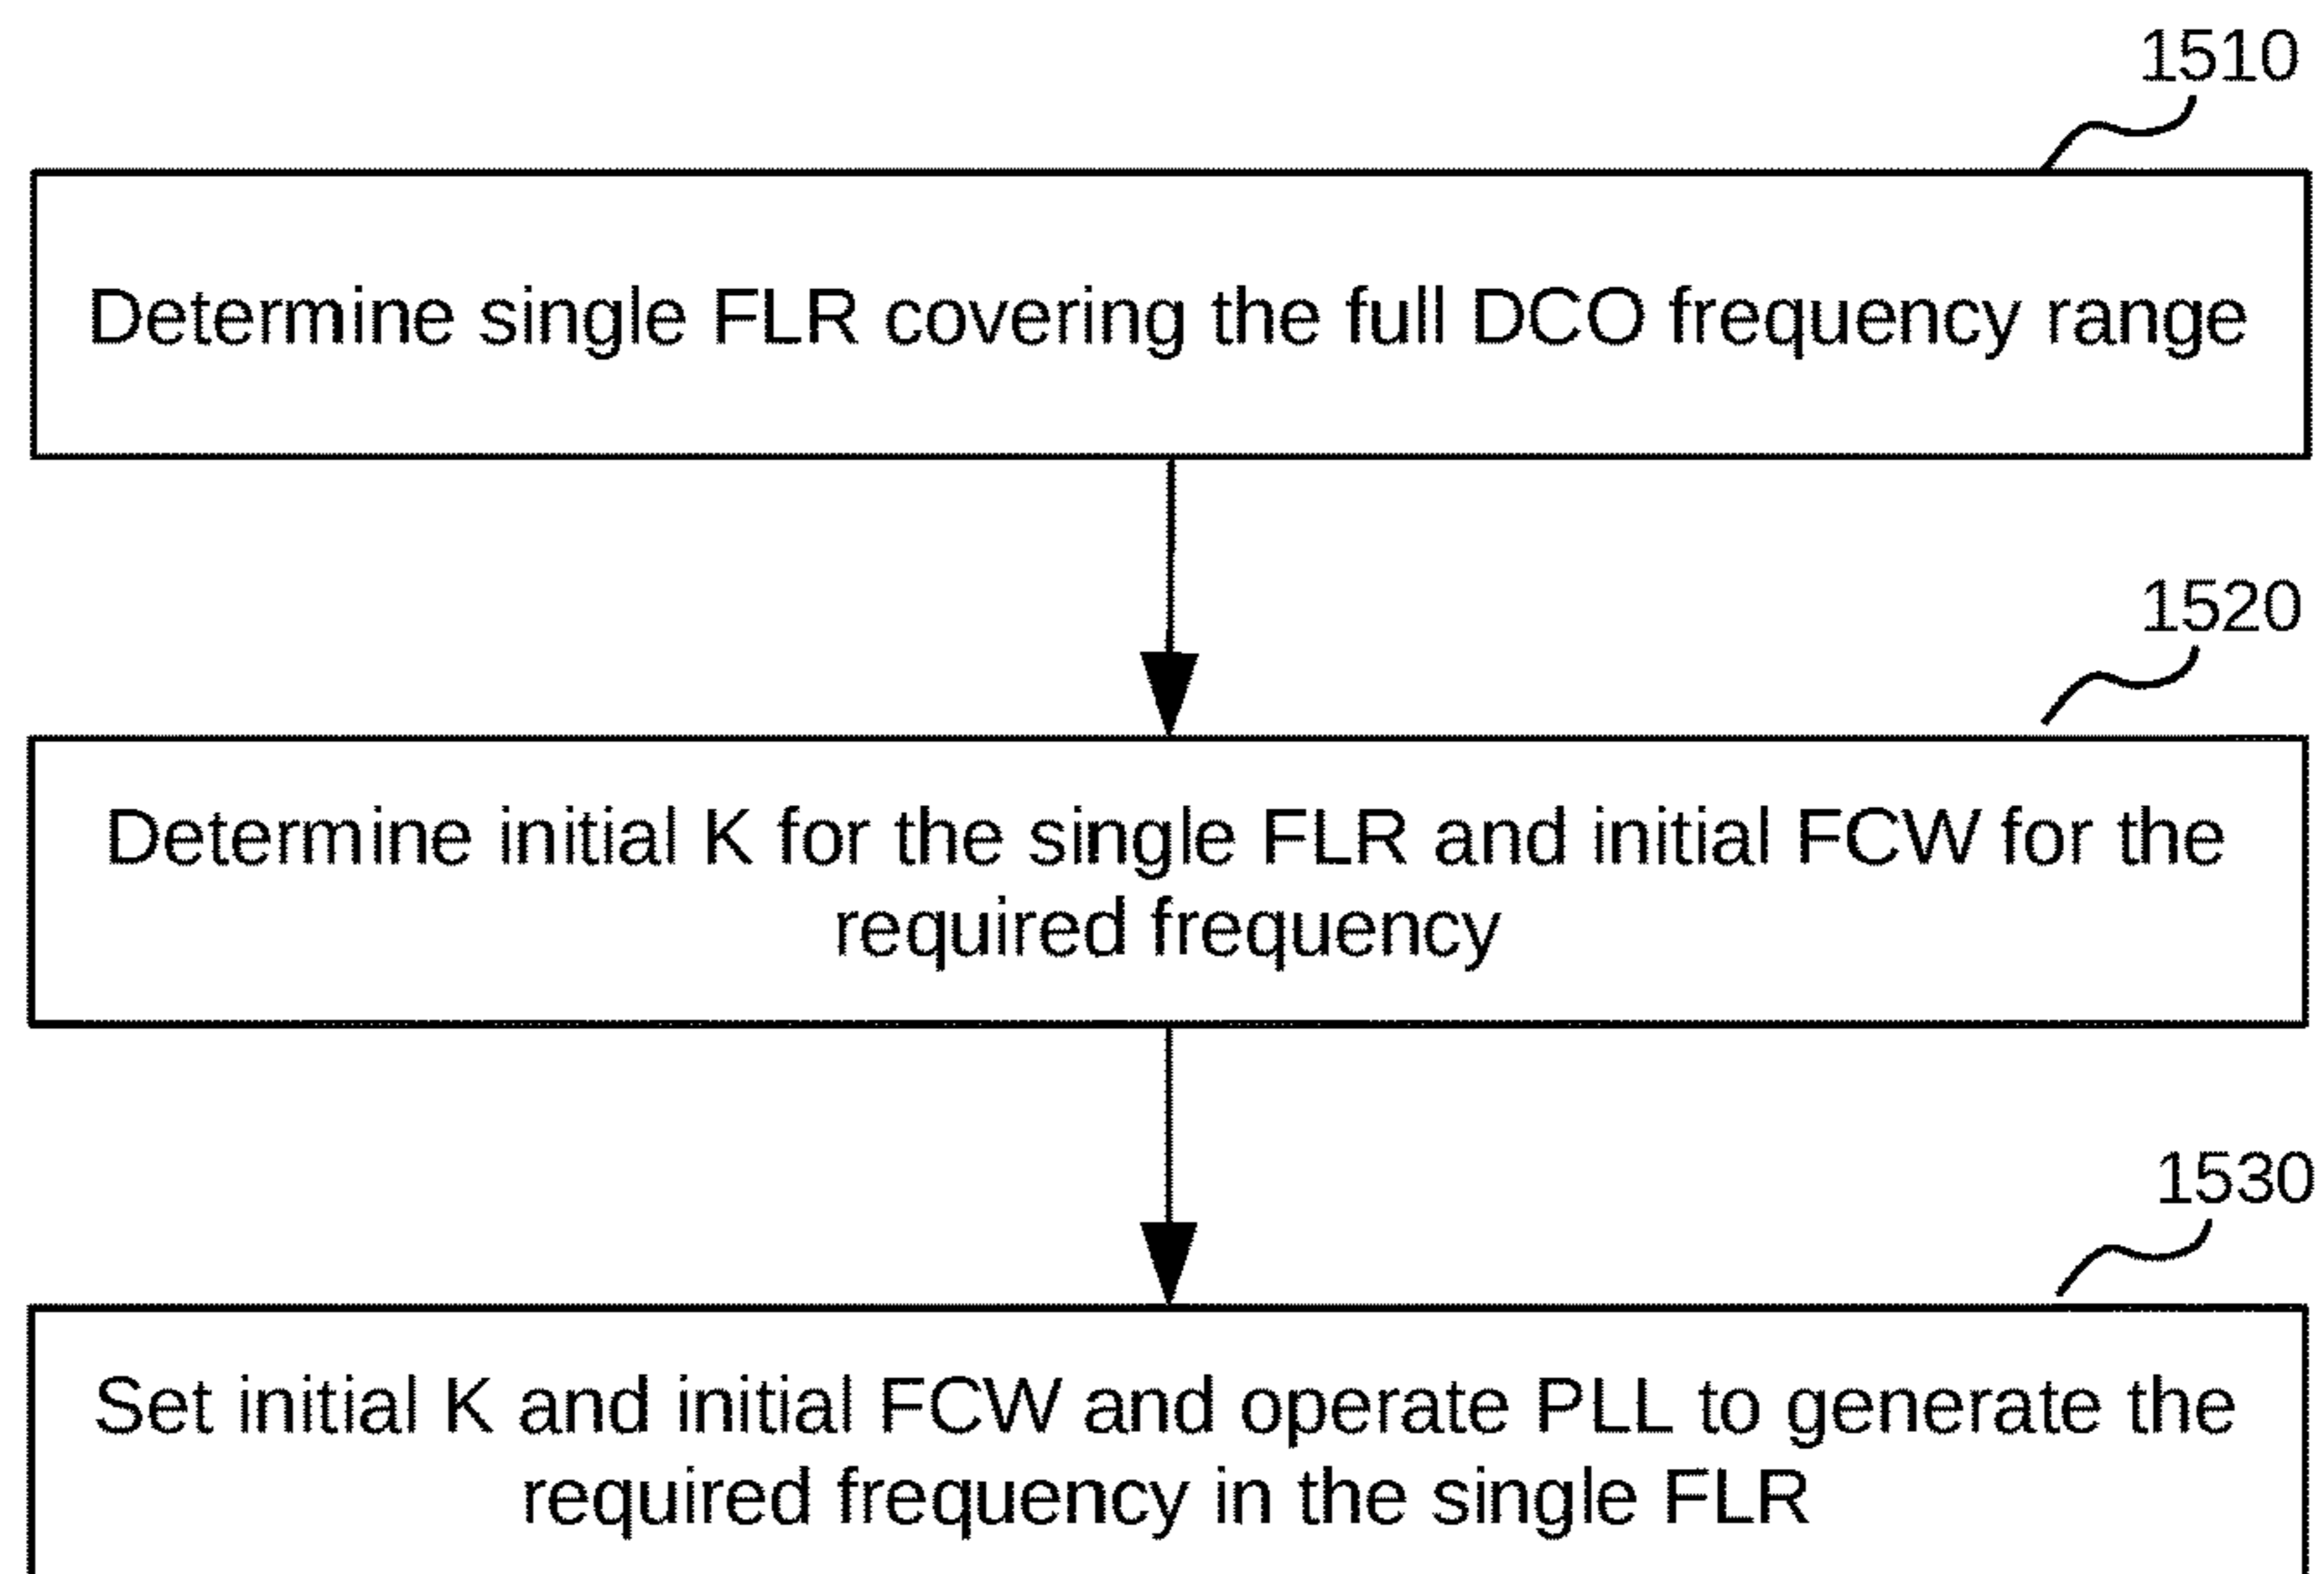 1510
Determine single FLR covering the full DCO frequency range
1520
Determine initial K for the single FLR and initial FCW for the
required frequency
1530
Set initial K and initial FCW and operate PLL to generate the
required frequency in the single FLR